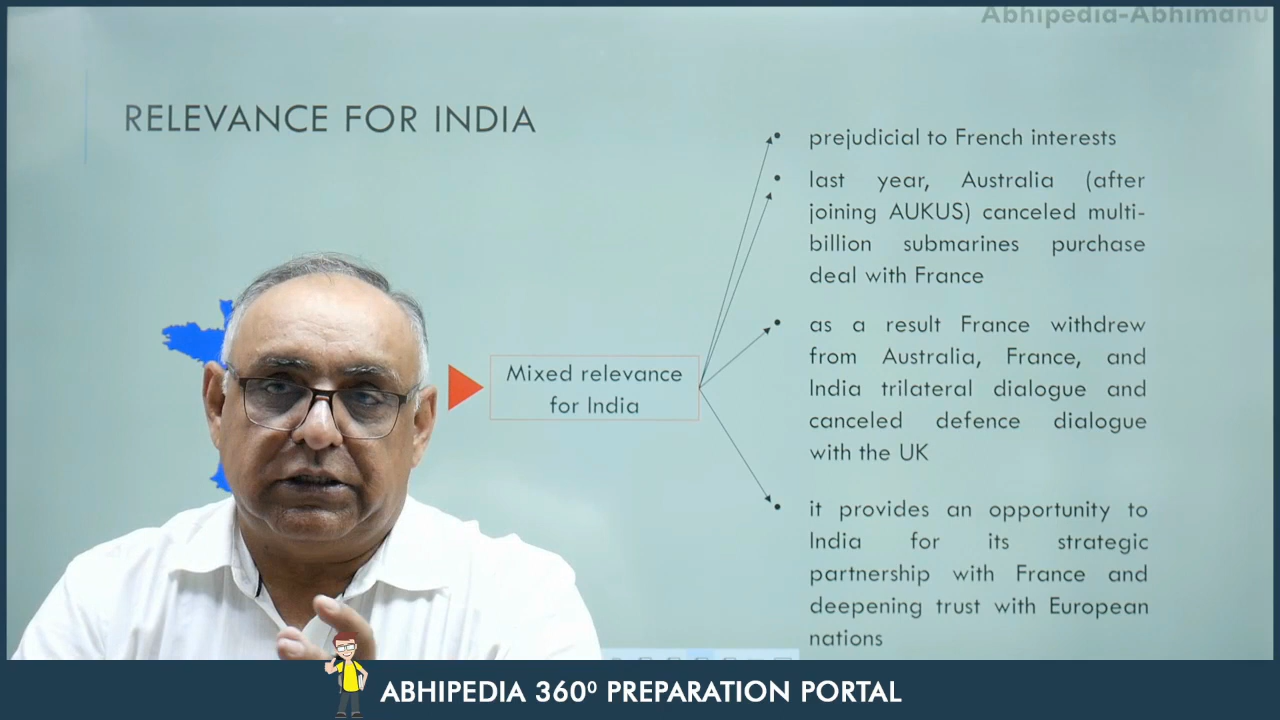 Abhipedia-Abhimanu
RELEVANCE FOR INDIA
Mixed relevance
for India
• prejudicial to French interests
• last year, Australia (after
joining AUKUS) canceled multi-
billion submarines purchase
deal with France
• as a result France withdrew
from Australia, France, and
India trilateral dialogue and
canceled defence dialogue
with the UK
• it provides an opportunity to
India for its strategic
partnership with France and
deepening trust with European
nations
ABHIPEDIA 360⁰ PREPARATION PORTAL